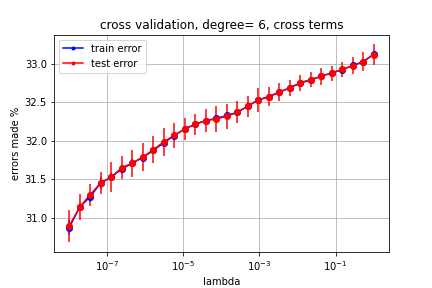 cross validation, degree= 6, cross terms
train error
test error
errors made %
33.0
32.5
32.0
31.5
31.0
10⁻⁷ 10⁻⁵ 10⁻³ 10⁻¹
lambda